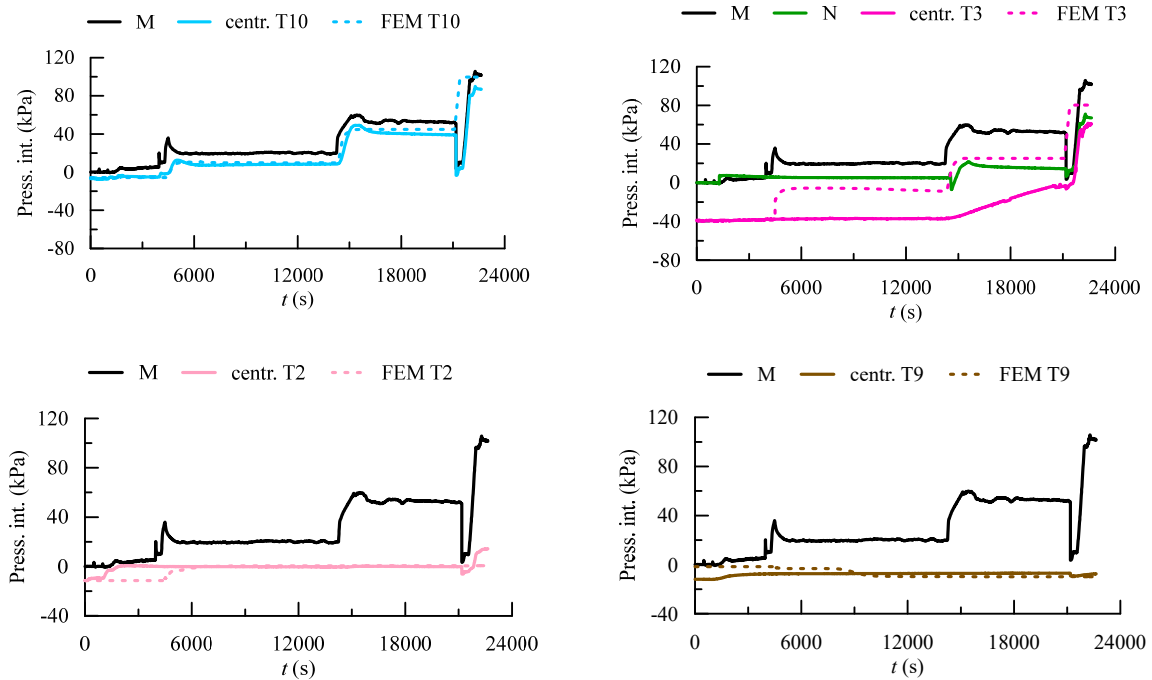 M centr. T10 FEM T10
120
80
40
0
-40
-80
Press. int. (kPa)
0 6000 12000 18000 24000
t (s)
M N centr. T3 FEM T3
120
80
40
0
-40
-80
Press. int. (kPa)
0 6000 12000 18000 24000
t (s)
M centr. T2 FEM T2
120
80
40
0
-40
Press. int. (kPa)
0 6000 12000 18000 24000
t (s)
M centr. T9 FEM T9
120
80
40
0
-40
Press. int. (kPa)
0 6000 12000 18000 24000
t (s)